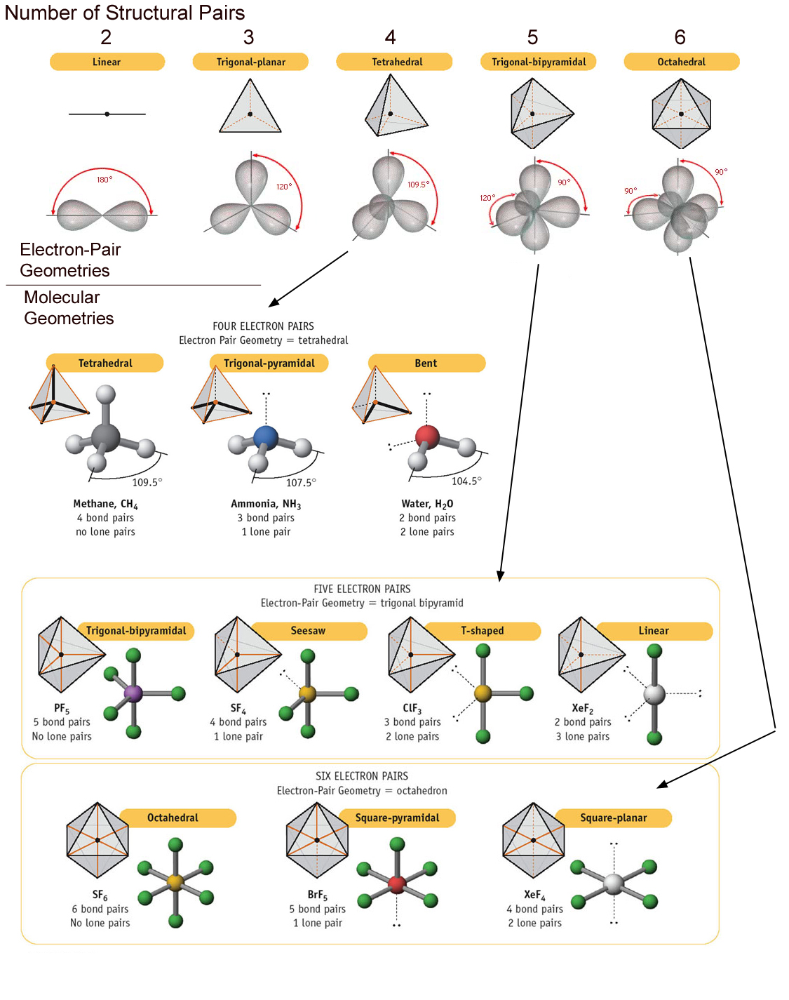 Number of Structural Pairs
2 3 4 5 6
Linear Trigonal-planar Tetrahedral Trigonal-bipyramidal Octahedral
180° 120° 109.5° 120° 90° 90° 90°
Electron-Pair
Geometries
Molecular
Geometries
FOUR ELECTRON PAIRS
Electron Pair Geometry = tetrahedral
Tetrahedral Trigonal-pyramidal Bent
109.5° 107.5° 104.5°
Methane, CH₄ Ammonia, NH₃ Water, H₂O
4 bond pairs 3 bond pairs 2 bond pairs
no lone pairs 1 lone pair 2 lone pairs
FIVE ELECTRON PAIRS
Electron-Pair Geometry = trigonal bipyramid
Trigonal-bipyramidal Seesaw T-shaped Linear
PF₅ SF₄ ClF₃ XeF₂
5 bond pairs 4 bond pairs 3 bond pairs 2 bond pairs
No lone pairs 1 lone pair 2 lone pairs 3 lone pairs
SIX ELECTRON PAIRS
Electron-Pair Geometry = octahedron
Octahedral Square-pyramidal Square-planar
SF₆ BrF₅ XeF₄
6 bond pairs 5 bond pairs 4 bond pairs
No lone pairs 1 lone pair 2 lone pairs